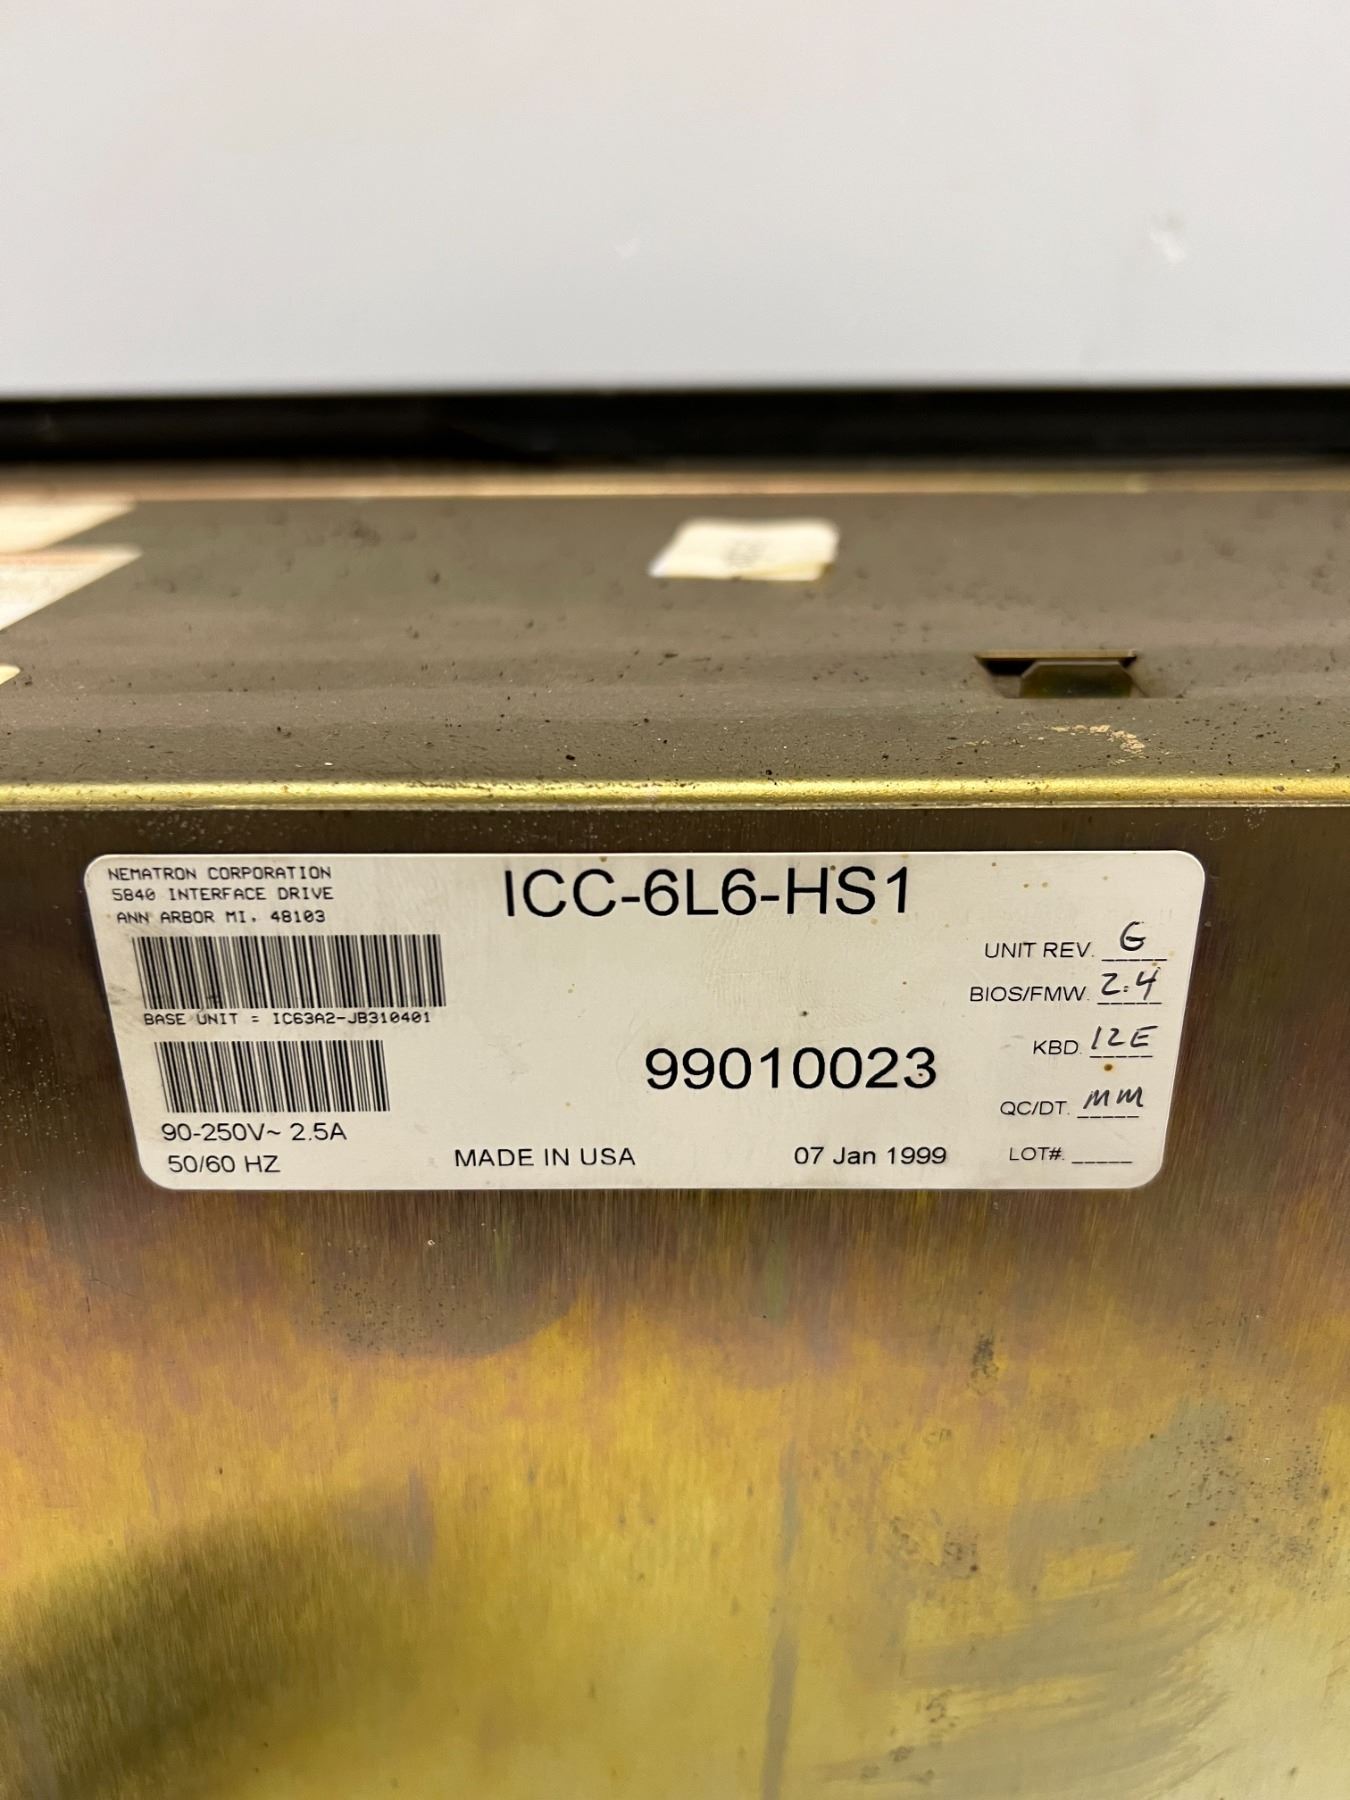 NEMATRON CORPORATION
5840 INTERFACE DRIVE
ANN ARBOR MI. 48103
ICC-6L6-HS1
UNIT REV. G
BIOS/FMW. 2.4
BASE UNIT = IC63A2-JB310401
KBD. 12E
99010023
QC/DT. MM
90-250V~ 2.5A
50/60 HZ
MADE IN USA
07 Jan 1999
LOT#. _____